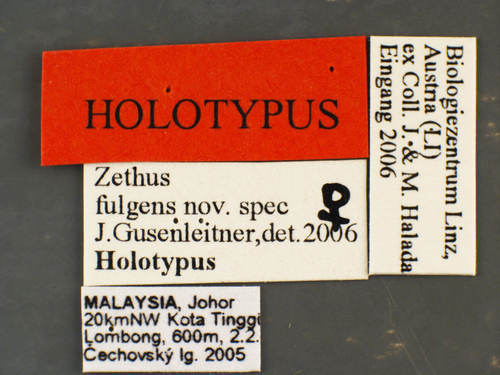 HOLOTYPUS
Zethus
fulgens nov. spec ♀
J.Gusenleitner,det.2006
Holotypus
MALAYSIA, Johor
20kmNW Kota Tinggi
Lombong, 600m, 2.2.
Čechovský lg. 2005
Biologiezentrum Linz,
Austria (LI)
ex Coll. J. & M. Halada
Eingang 2006